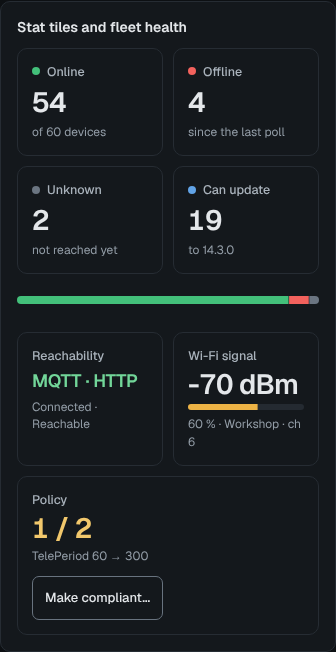 Stat tiles and fleet health
Online
54
of 60 devices
Offline
4
since the last poll
Unknown
2
not reached yet
Can update
19
to 14.3.0
Reachability
MQTT · HTTP
Connected ·
Reachable
Wi-Fi signal
-70 dBm
60 % · Workshop · ch
6
Policy
1 / 2
TelePeriod 60 → 300
Make compliant…